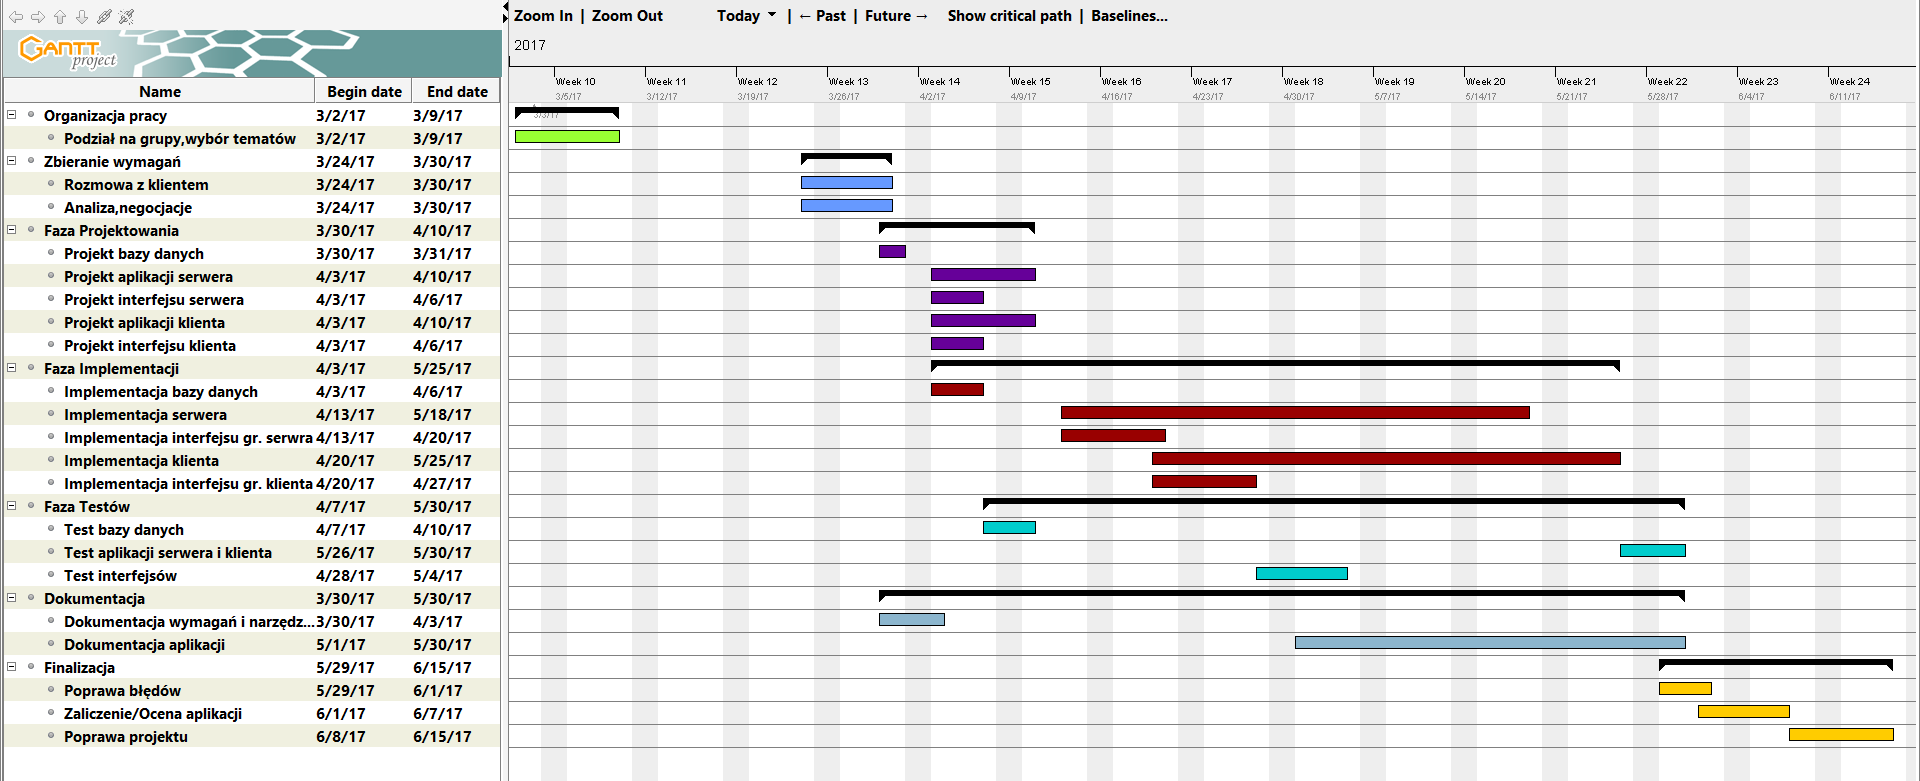 Zoom In | Zoom Out Today | ← Past | Future → Show critical path | Baselines...
2017
GANTT project
Week 10 Week 11 Week 12 Week 13 Week 14 Week 15 Week 16 Week 17 Week 18 Week 19 Week 20 Week 21 Week 22 Week 23 Week 24
3/5/17 3/12/17 3/19/17 3/26/17 4/2/17 4/9/17 4/16/17 4/23/17 4/30/17 5/7/17 5/14/17 5/21/17 5/28/17 6/4/17 6/11/17
Name Begin date End date
3/3/17
Organizacja pracy 3/2/17 3/9/17
Podział na grupy,wybór tematów 3/2/17 3/9/17
Zbieranie wymagań 3/24/17 3/30/17
Rozmowa z klientem 3/24/17 3/30/17
Analiza,negocjacje 3/24/17 3/30/17
Faza Projektowania 3/30/17 4/10/17
Projekt bazy danych 3/30/17 3/31/17
Projekt aplikacji serwera 4/3/17 4/10/17
Projekt interfejsu serwera 4/3/17 4/6/17
Projekt aplikacji klienta 4/3/17 4/10/17
Projekt interfejsu klienta 4/3/17 4/6/17
Faza Implementacji 4/3/17 5/25/17
Implementacja bazy danych 4/3/17 4/6/17
Implementacja serwera 4/13/17 5/18/17
Implementacja interfejsu gr. serwra 4/13/17 4/20/17
Implementacja klienta 4/20/17 5/25/17
Implementacja interfejsu gr. klienta 4/20/17 4/27/17
Faza Testów 4/7/17 5/30/17
Test bazy danych 4/7/17 4/10/17
Test aplikacji serwera i klienta 5/26/17 5/30/17
Test interfejsów 4/28/17 5/4/17
Dokumentacja 3/30/17 5/30/17
Dokumentacja wymagań i narzędz... 3/30/17 4/3/17
Dokumentacja aplikacji 5/1/17 5/30/17
Finalizacja 5/29/17 6/15/17
Poprawa błędów 5/29/17 6/1/17
Zaliczenie/Ocena aplikacji 6/1/17 6/7/17
Poprawa projektu 6/8/17 6/15/17